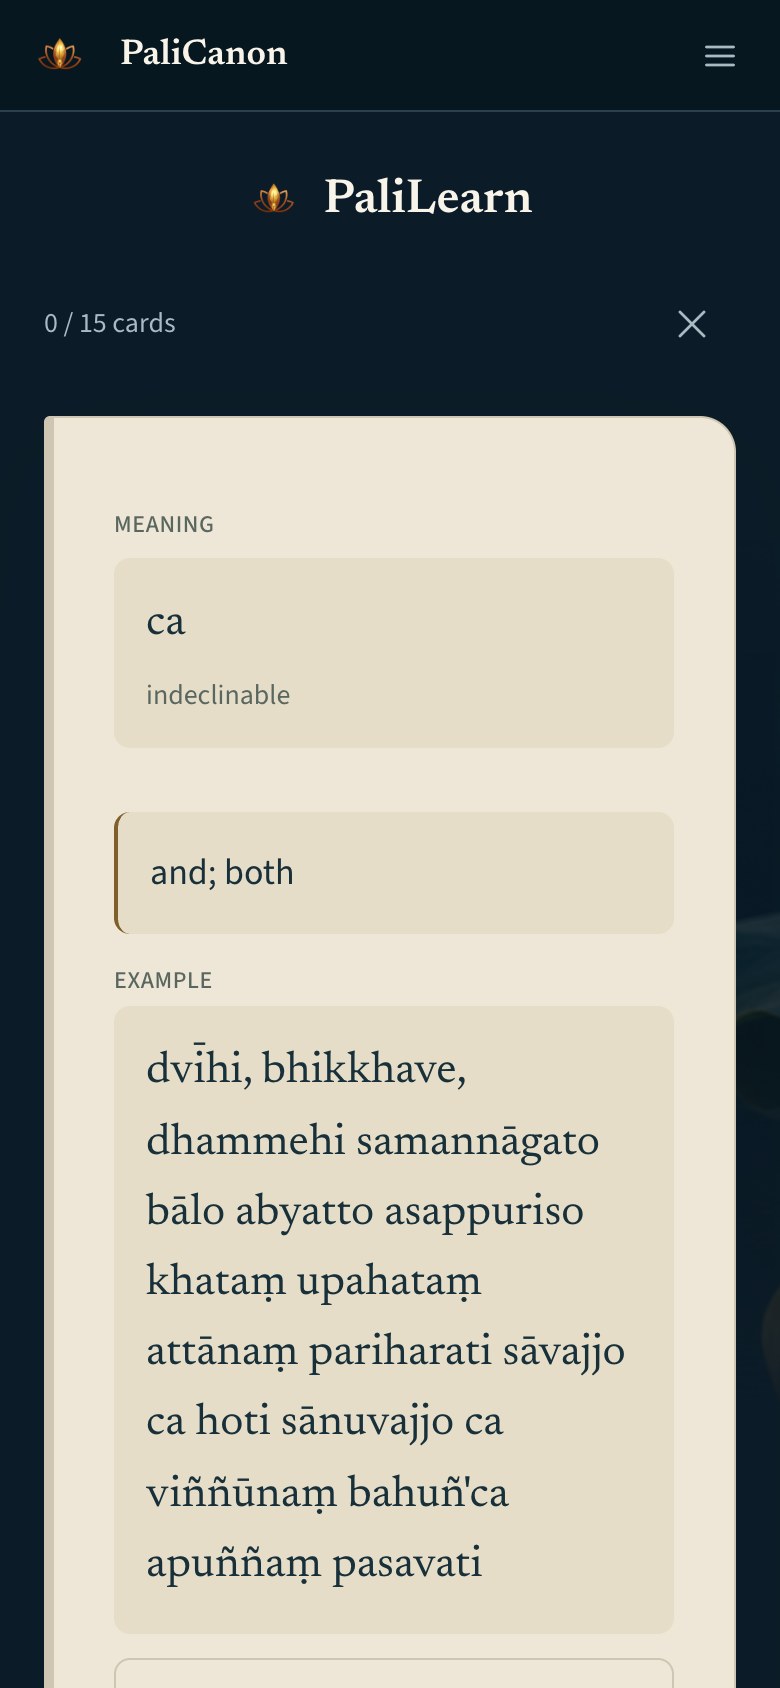 PaliCanon
PaliLearn
0 / 15 cards
MEANING
ca
indeclinable
and; both
EXAMPLE
dvīhi, bhikkhave,
dhammehi samannāgato
bālo abyatto asappuriso
khataṃ upahataṃ
attānaṃ pariharati sāvajjo
ca hoti sānuvajjo ca
viññūnaṃ bahuñ'ca
apuññaṃ pasavati